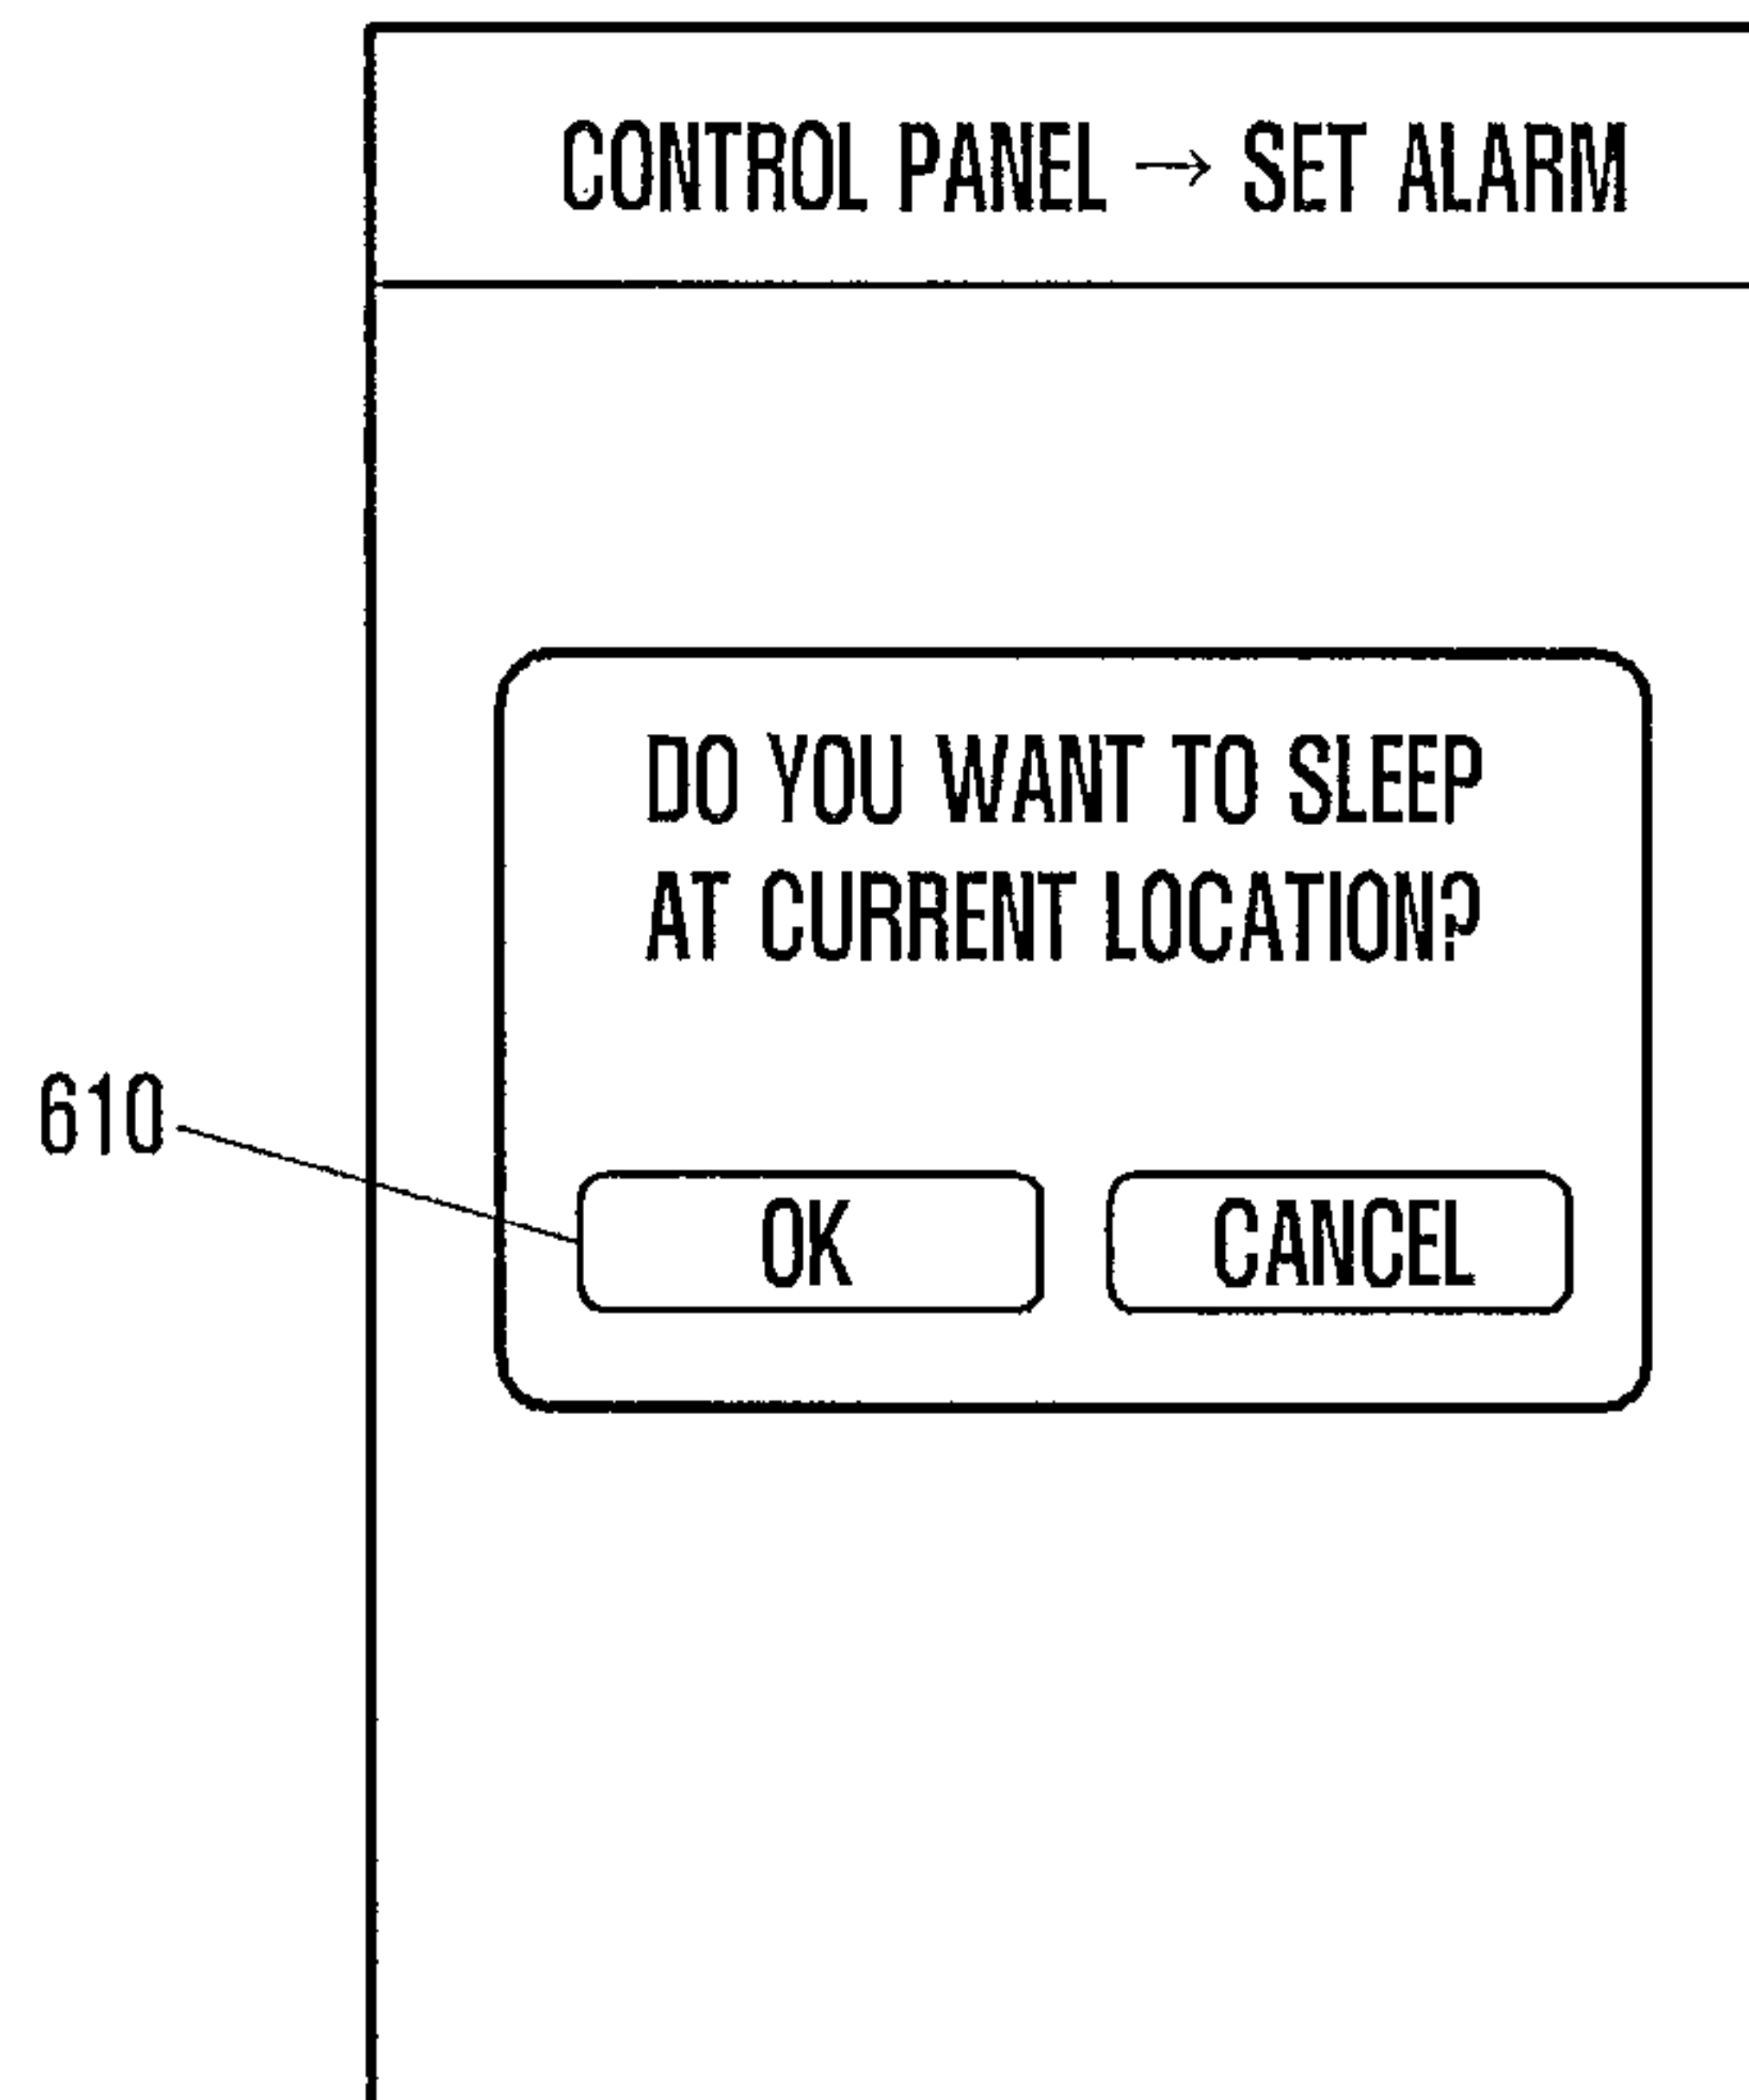 CONTROL PANEL → SET ALARM
DO YOU WANT TO SLEEP
AT CURRENT LOCATION?
610
OK CANCEL